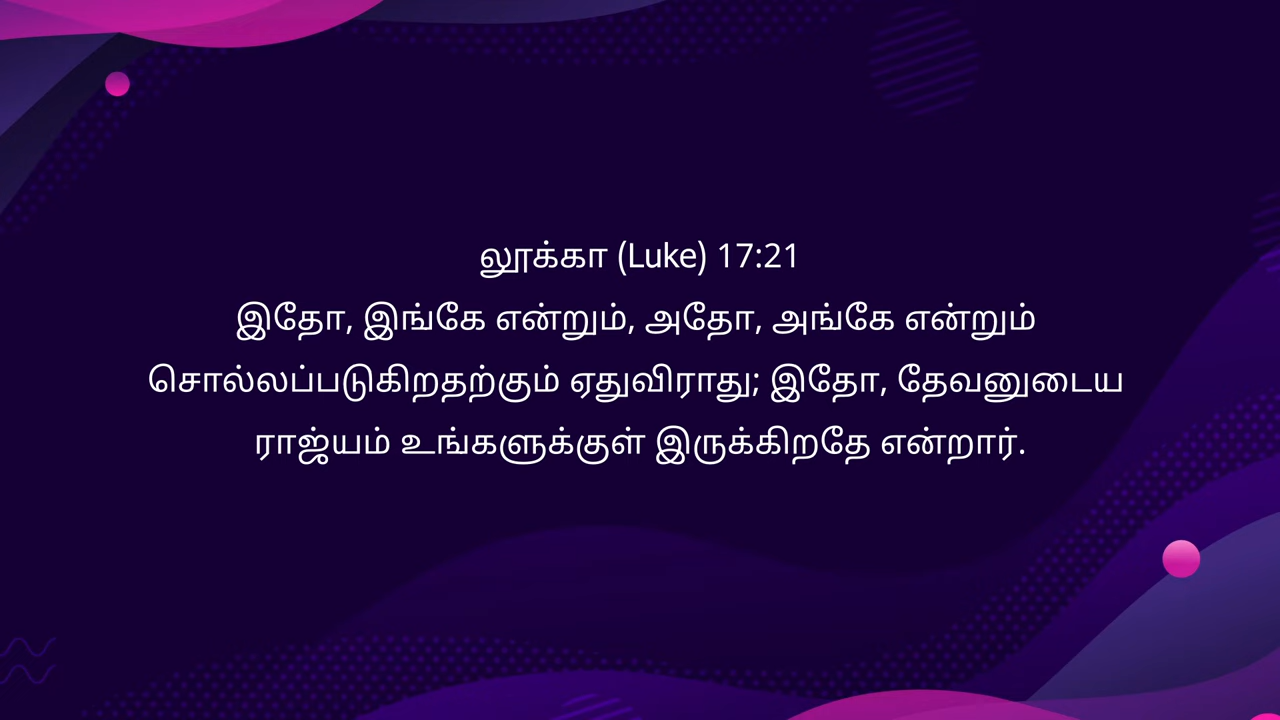 லூக்கா (Luke) 17:21
இதோ, இங்கே என்றும், அதோ, அங்கே என்றும்
சொல்லப்படுகிறதற்கும் ஏதுவிராது; இதோ, தேவனுடைய
ராஜ்யம் உங்களுக்குள் இருக்கிறதே என்றார்.